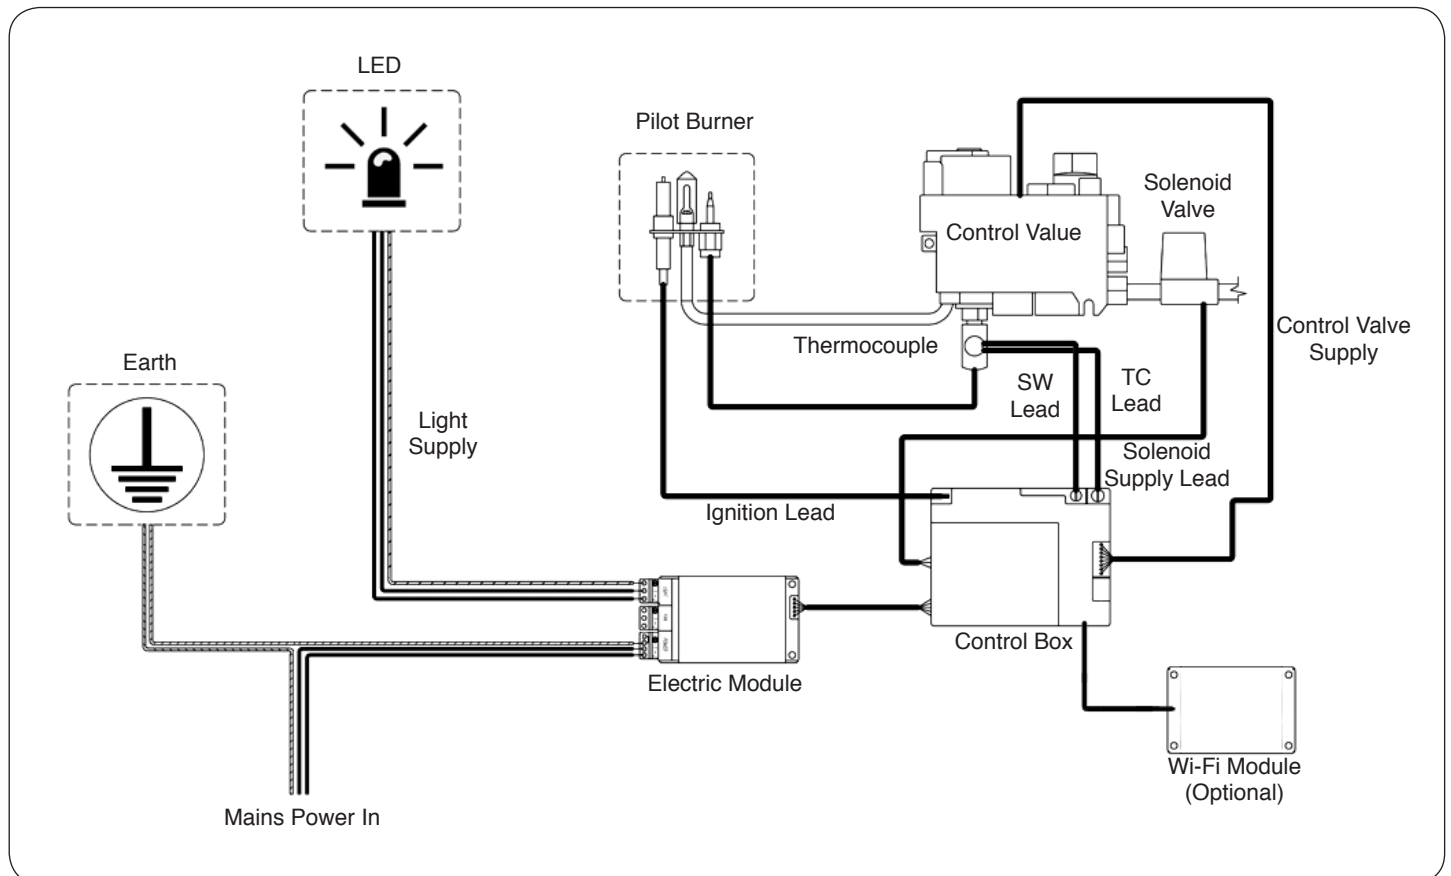 LED
Pilot Burner
Solenoid
Valve
Control Value
Control Valve
Supply
Thermocouple
Earth
SW
Lead
TC
Lead
Light
Supply
Solenoid
Supply Lead
Ignition Lead
Control Box
Electric Module
Wi-Fi Module
(Optional)
Mains Power In